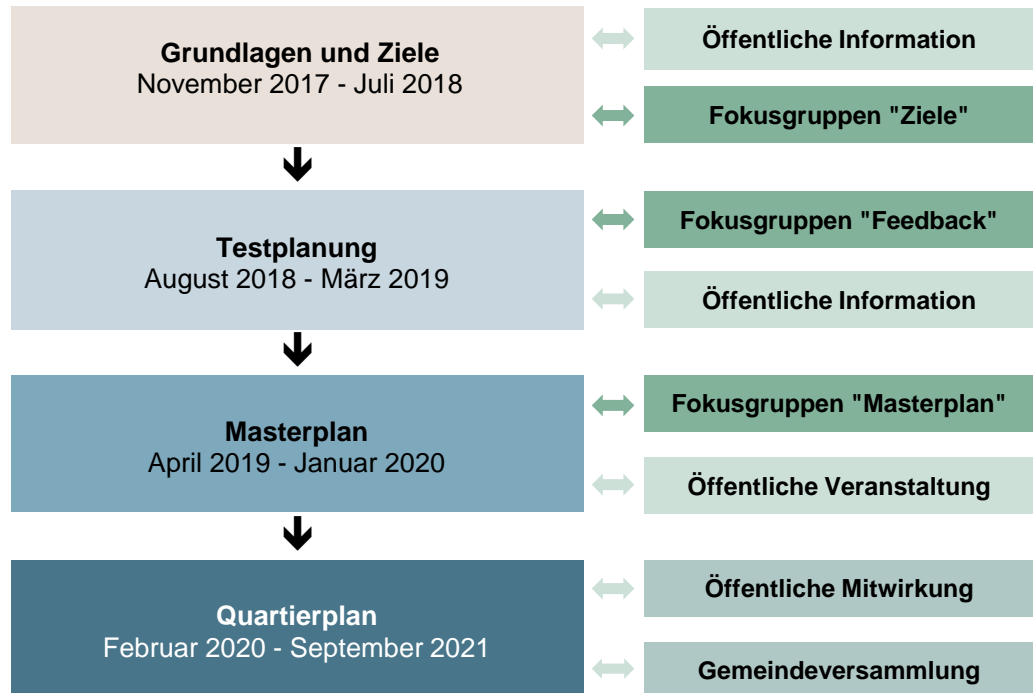 Grundlagen und Ziele
November 2017 - Juli 2018
Öffentliche Information
Fokusgruppen "Ziele"
Testplanung
August 2018 - März 2019
Fokusgruppen "Feedback"
Öffentliche Information
Masterplan
April 2019 - Januar 2020
Fokusgruppen "Masterplan"
Öffentliche Veranstaltung
Quartierplan
Februar 2020 - September 2021
Öffentliche Mitwirkung
Gemeindeversammlung